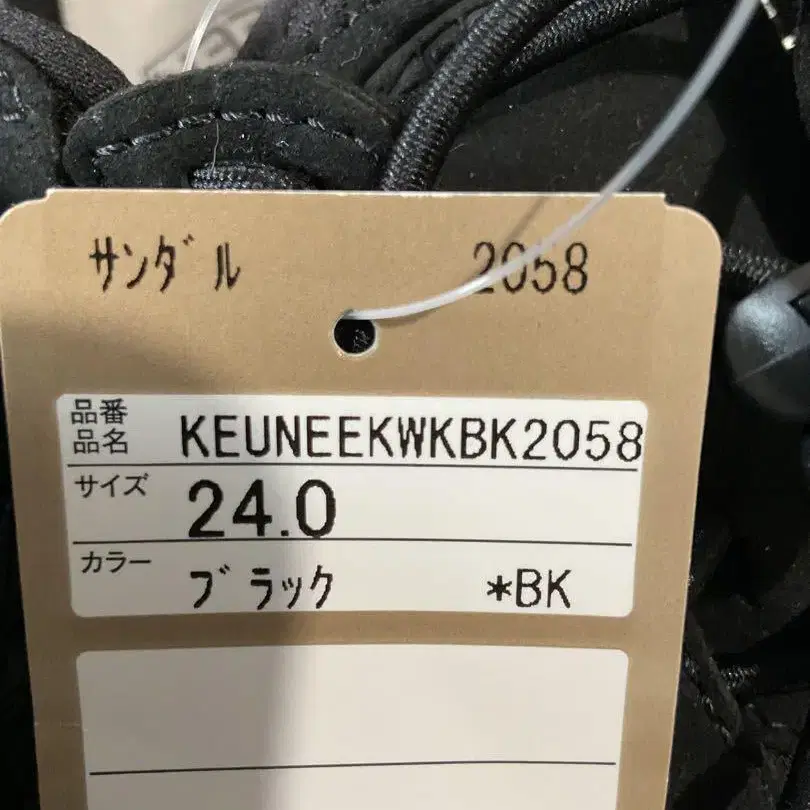 サンダル 2058
品番
品名 KEUNEEKWKBK2058
サイズ 24.0
カラー ブラック *BK